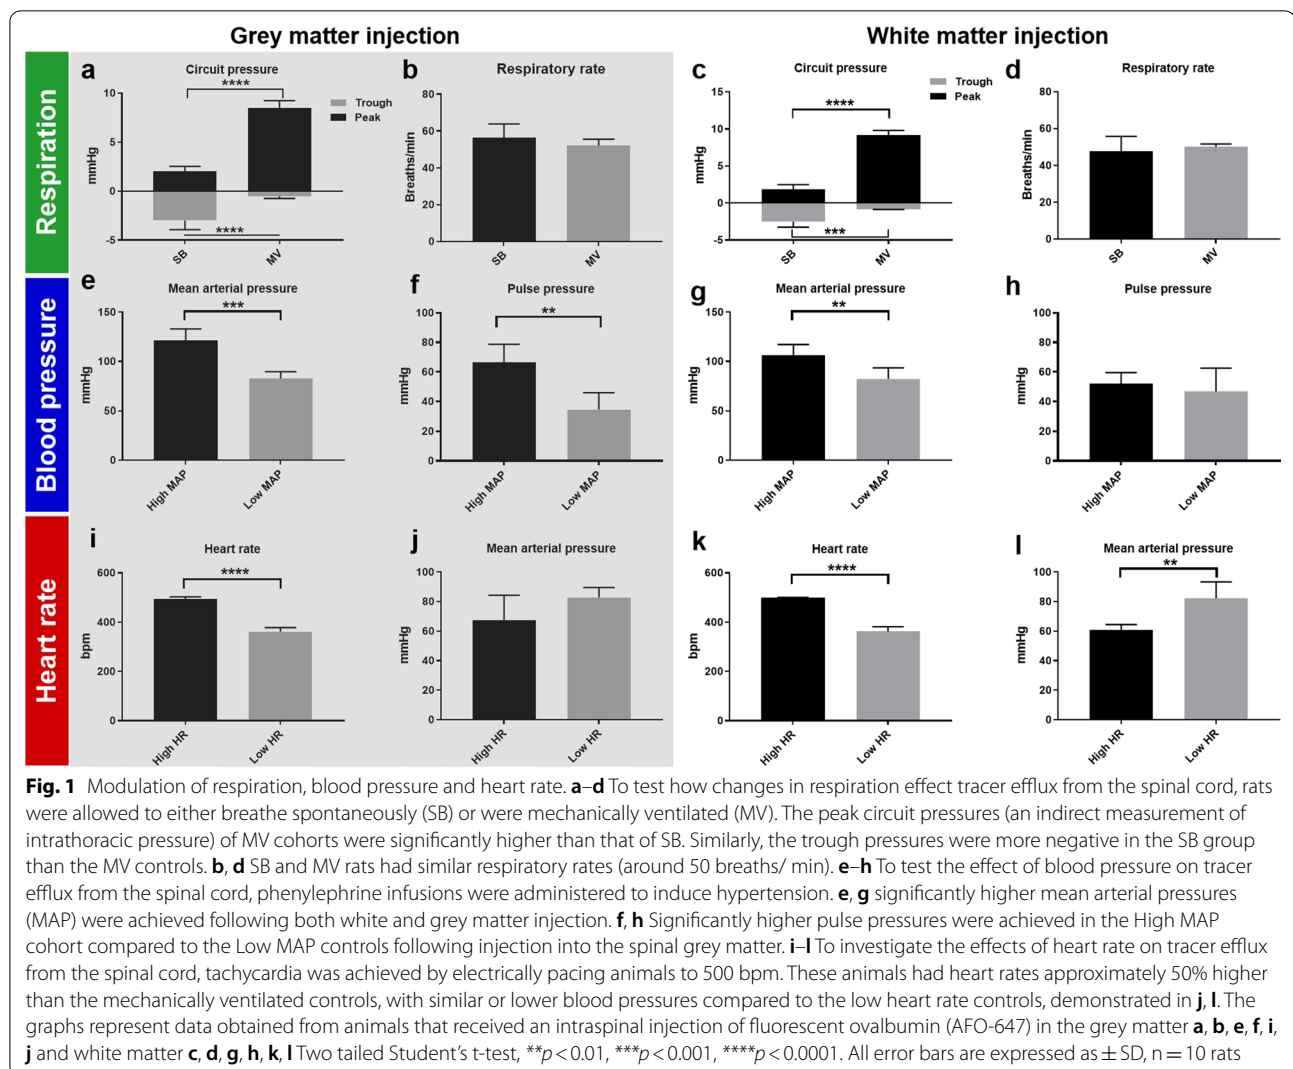 Grey matter injection
White matter injection
Respiration
a
Circuit pressure
****
Trough
Peak
mmHg
10
5
0
-5
****
SB
MV
b
Respiratory rate
Breaths/min
80
60
40
20
0
SB
MV
c
Circuit pressure
Trough
Peak
****
mmHg
15
10
5
0
-5
***
SB
MV
d
Respiratory rate
Breaths/min
80
60
40
20
0
SB
MV
Blood pressure
e
Mean arterial pressure
***
mmHg
150
100
50
0
High MAP
Low MAP
f
Pulse pressure
**
mmHg
100
80
60
40
20
0
High MAP
Low MAP
g
Mean arterial pressure
**
mmHg
150
100
50
0
High MAP
Low MAP
h
Pulse pressure
mmHg
100
80
60
40
20
0
High MAP
Low MAP
Heart rate
i
Heart rate
****
bpm
600
400
200
0
High HR
Low HR
j
Mean arterial pressure
mmHg
100
80
60
40
20
0
High HR
Low HR
k
Heart rate
****
bpm
600
400
200
0
High HR
Low HR
l
Mean arterial pressure
**
mmHg
100
80
60
40
20
0
High HR
Low HR
Fig. 1 Modulation of respiration, blood pressure and heart rate. a–d To test how changes in respiration effect tracer efflux from the spinal cord, rats
were allowed to either breathe spontaneously (SB) or were mechanically ventilated (MV). The peak circuit pressures (an indirect measurement of
intrathoracic pressure) of MV cohorts were significantly higher than that of SB. Similarly, the trough pressures were more negative in the SB group
than the MV controls. b, d SB and MV rats had similar respiratory rates (around 50 breaths/ min). e–h To test the effect of blood pressure on tracer
efflux from the spinal cord, phenylephrine infusions were administered to induce hypertension. e, g significantly higher mean arterial pressures
(MAP) were achieved following both white and grey matter injection. f, h Significantly higher pulse pressures were achieved in the High MAP
cohort compared to the Low MAP controls following injection into the spinal grey matter. i–l To investigate the effects of heart rate on tracer efflux
from the spinal cord, tachycardia was achieved by electrically pacing animals to 500 bpm. These animals had heart rates approximately 50% higher
than the mechanically ventilated controls, with similar or lower blood pressures compared to the low heart rate controls, demonstrated in j, l. The
graphs represent data obtained from animals that received an intraspinal injection of fluorescent ovalbumin (AFO-647) in the grey matter a, b, e, f, i,
j and white matter c, d, g, h, k, l Two tailed Student's t-test, **p < 0.01, ***p < 0.001, ****p < 0.0001. All error bars are expressed as ± SD, n = 10 rats